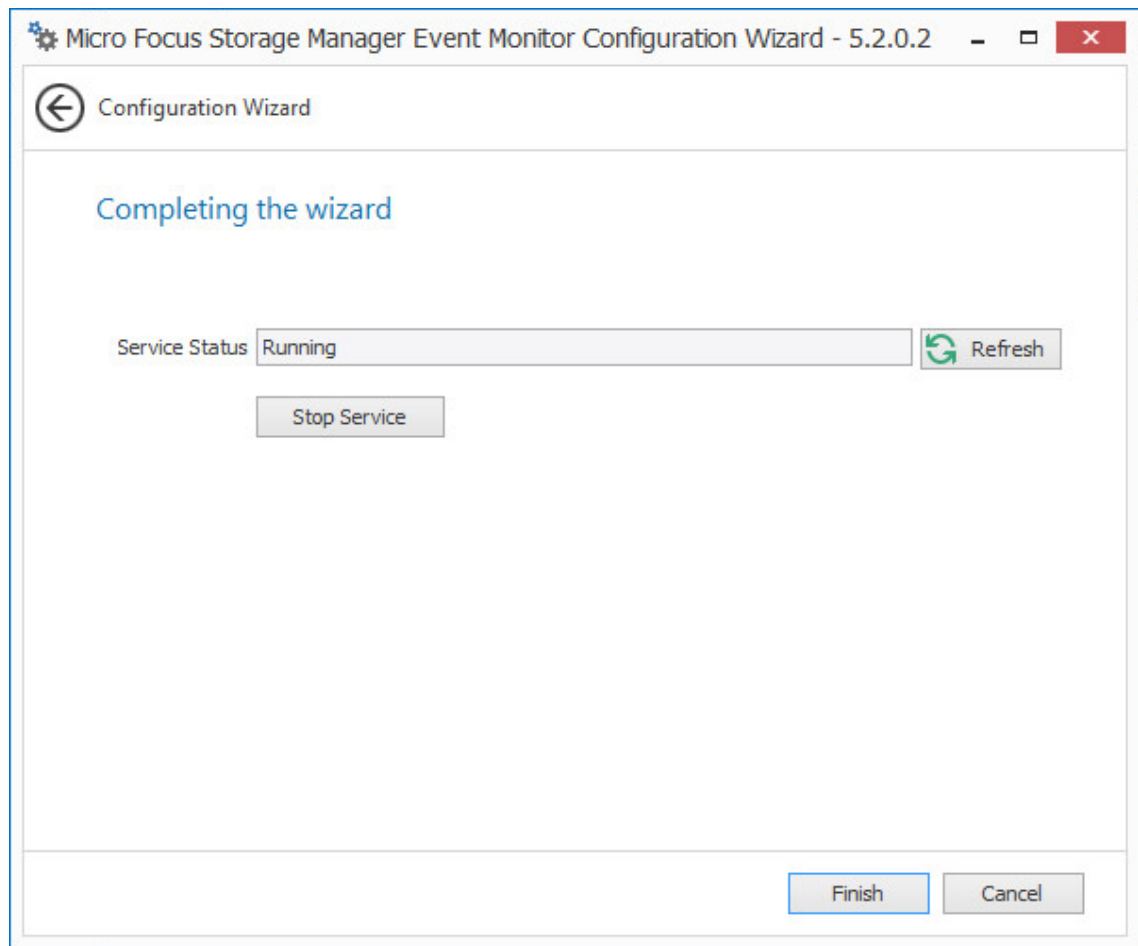 Micro Focus Storage Manager Event Monitor Configuration Wizard - 5.2.0.2
Configuration Wizard
Completing the wizard
Service Status Running Refresh
Stop Service
Finish Cancel